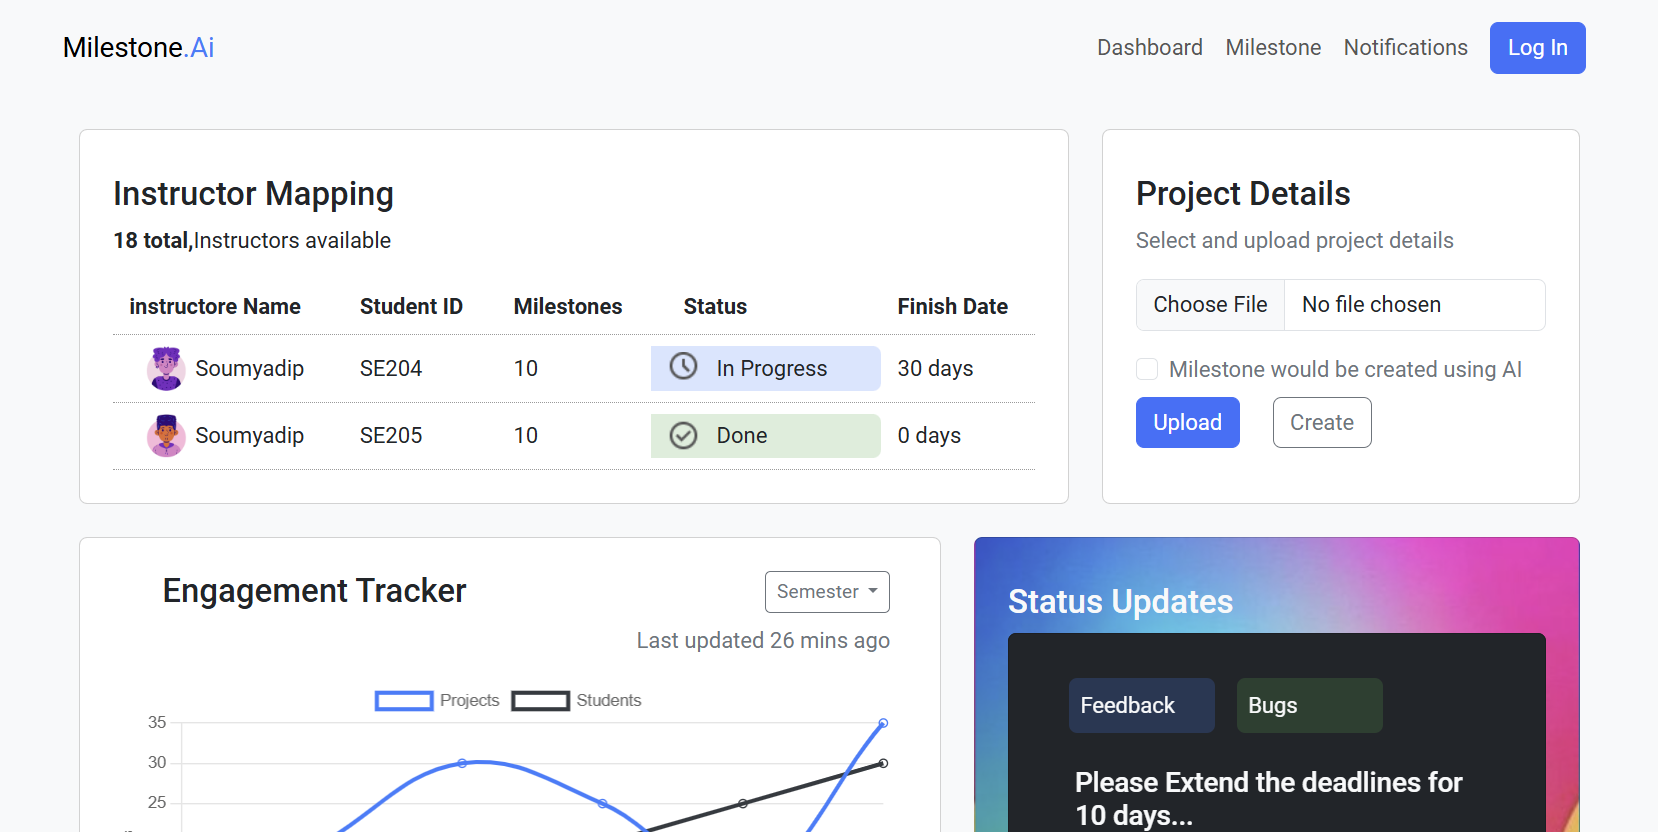 Milestone.Ai
Dashboard Milestone Notifications Log In
Instructor Mapping
18 total,Instructors available
instructore Name Student ID Milestones Status Finish Date
Soumyadip SE204 10 In Progress 30 days
Soumyadip SE205 10 Done 0 days
Project Details
Select and upload project details
Choose File No file chosen
Milestone would be created using AI
Upload Create
Engagement Tracker
Semester
Last updated 26 mins ago
Projects Students
35
30
25
Status Updates
Feedback Bugs
Please Extend the deadlines for
10 days...